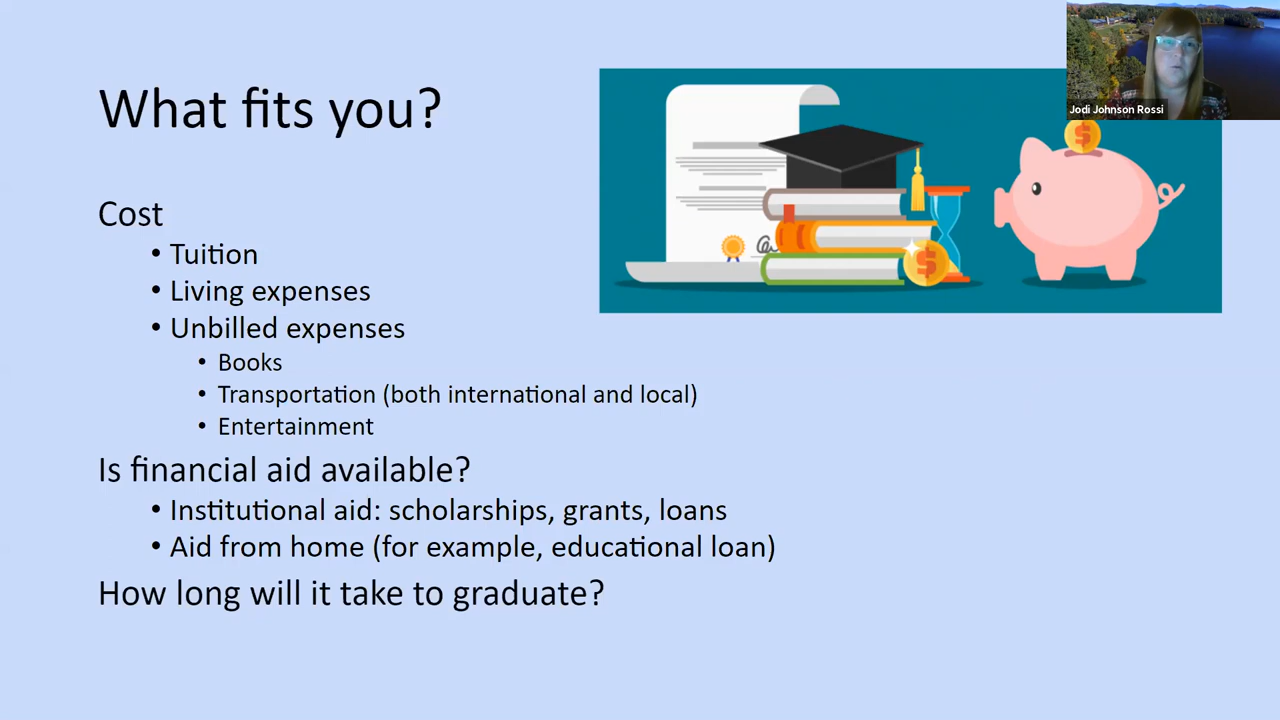 What fits you?
Jodi Johnson Rossi
Cost
• Tuition
• Living expenses
• Unbilled expenses
• Books
• Transportation (both international and local)
• Entertainment
Is financial aid available?
• Institutional aid: scholarships, grants, loans
• Aid from home (for example, educational loan)
How long will it take to graduate?
$
$